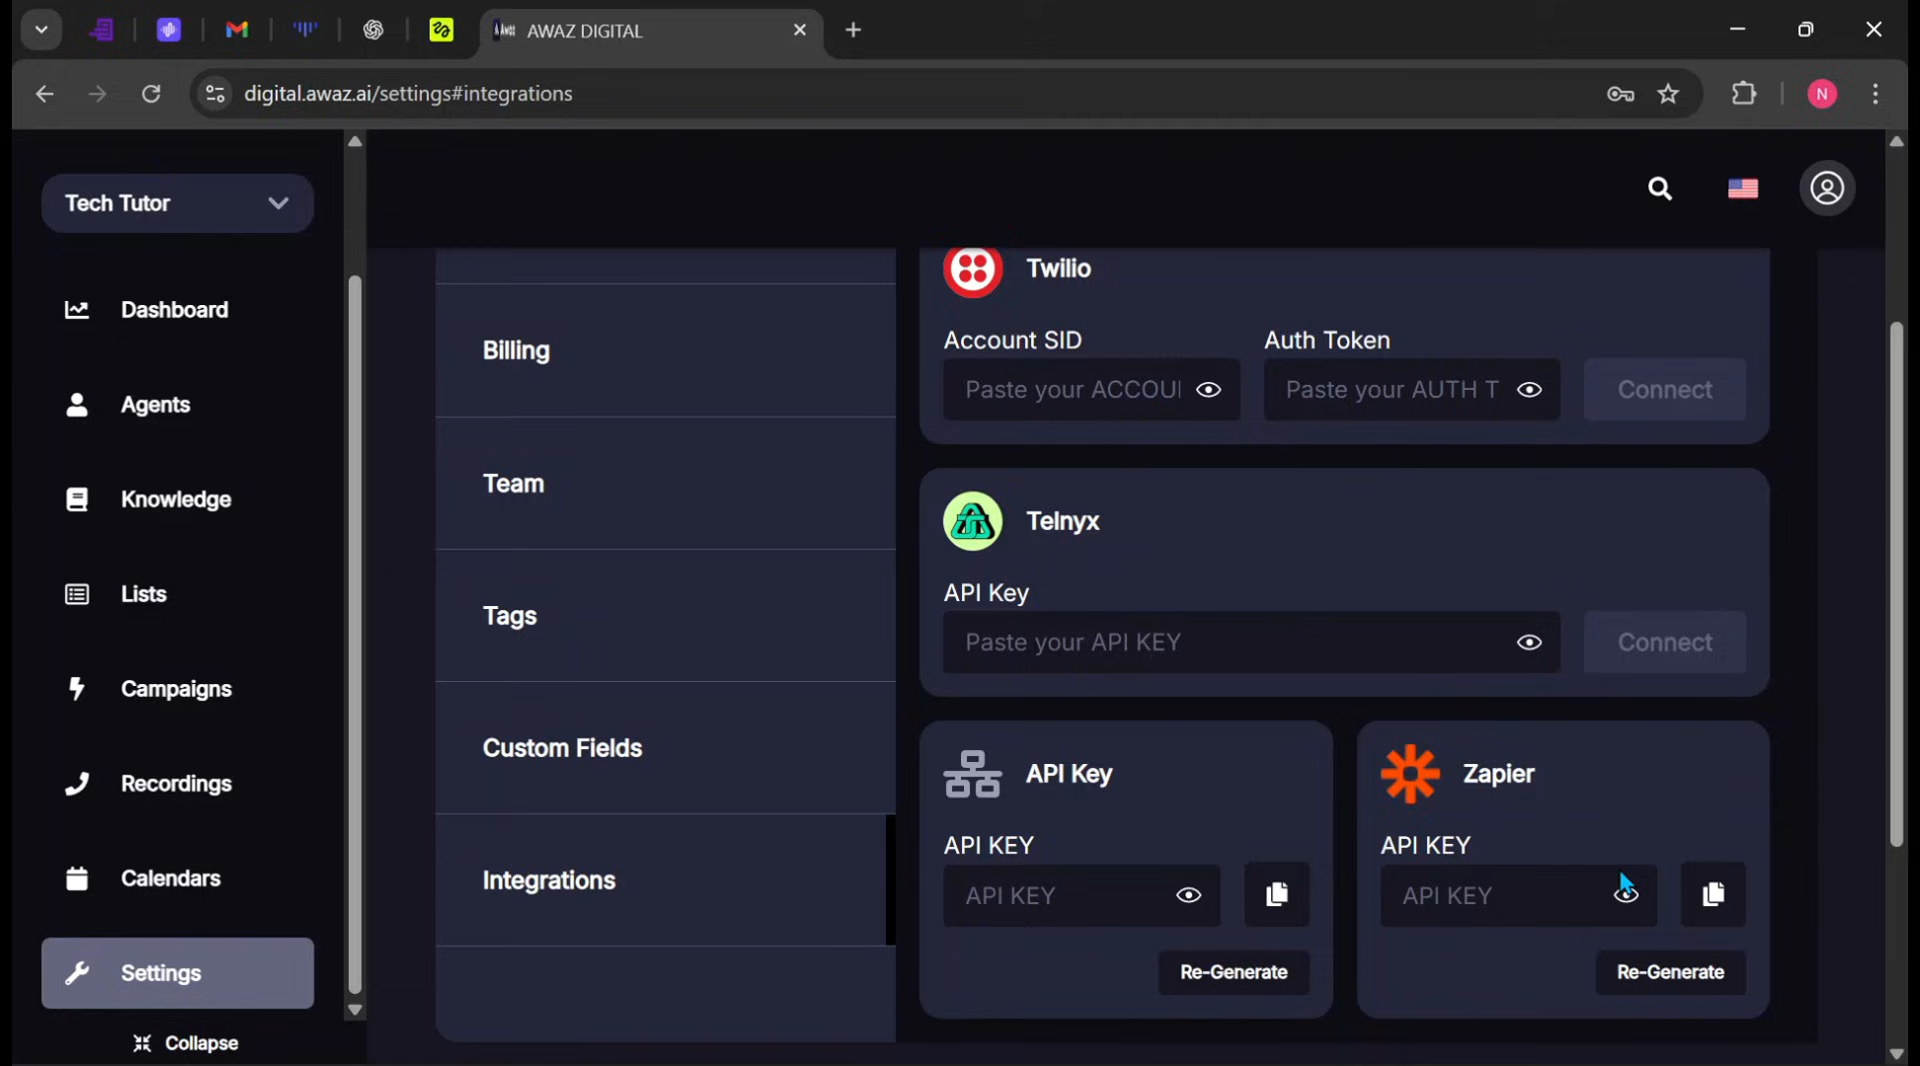 AWAZ DIGITAL
digital.awaz.ai/settings#integrations
N
Tech Tutor
Dashboard
Agents
Knowledge
Lists
Campaigns
Recordings
Calendars
Settings
Collapse
Billing
Team
Tags
Custom Fields
Integrations
Twilio
Account SID
Auth Token
Paste your ACCOU
Paste your AUTH T
Connect
Telnyx
API Key
Paste your API KEY
Connect
API Key
API KEY
API KEY
Re-Generate
Zapier
API KEY
API KEY
Re-Generate